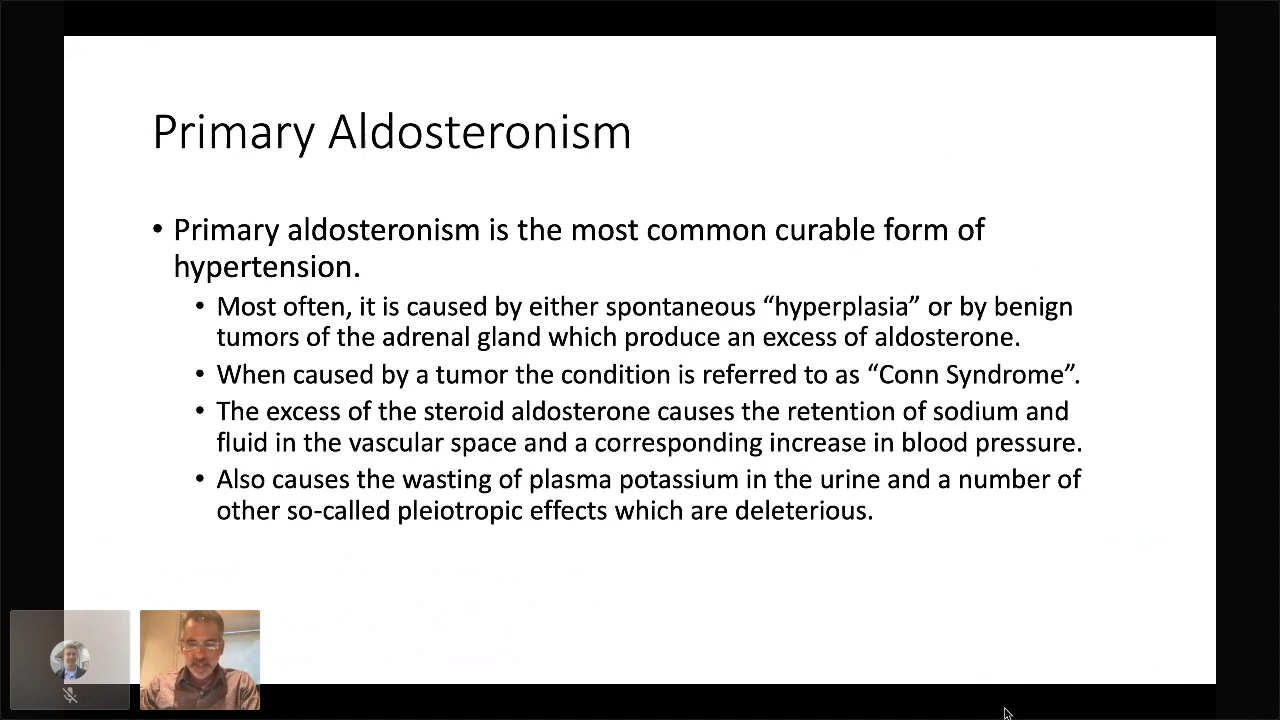 Primary Aldosteronism
• Primary aldosteronism is the most common curable form of
hypertension.
• Most often, it is caused by either spontaneous “hyperplasia” or by benign
tumors of the adrenal gland which produce an excess of aldosterone.
• When caused by a tumor the condition is referred to as “Conn Syndrome”.
• The excess of the steroid aldosterone causes the retention of sodium and
fluid in the vascular space and a corresponding increase in blood pressure.
• Also causes the wasting of plasma potassium in the urine and a number of
other so-called pleiotropic effects which are deleterious.